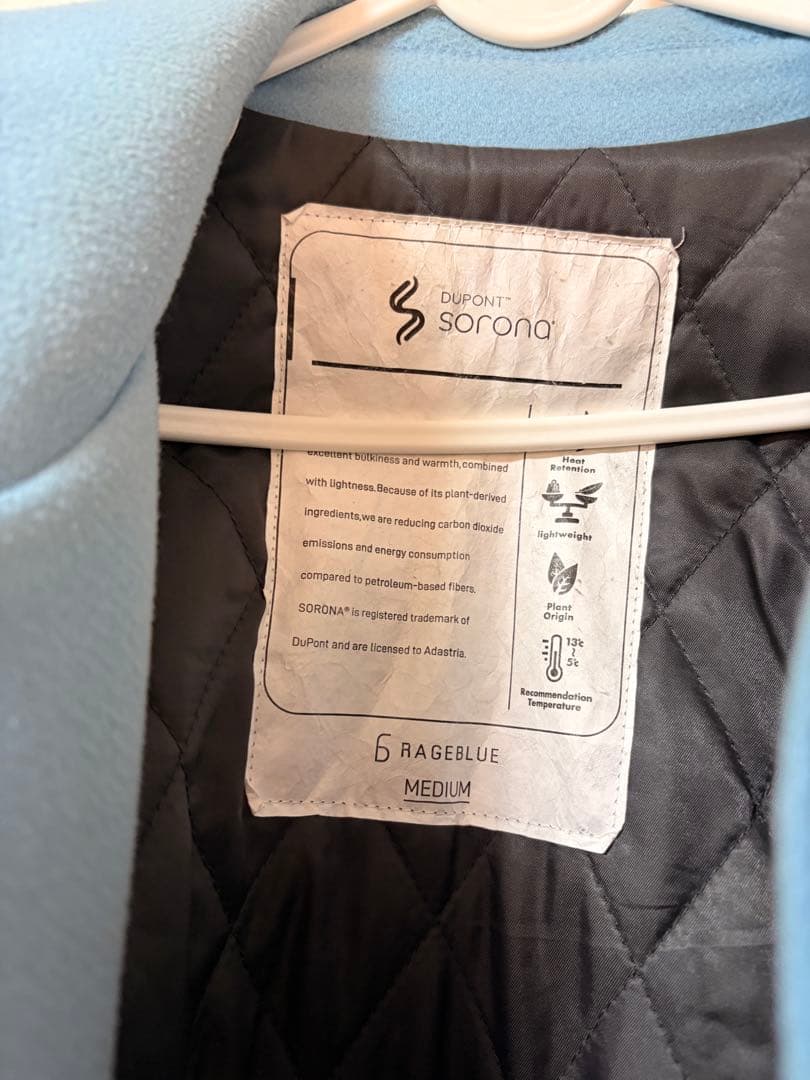 DUPONT™
sorona®
excellent bulkiness and warmth,combined
with lightness.Because of its plant-derived
ingredients,we are reducing carbon dioxide
emissions and energy consumption
compared to petroleum-based fibers.
SORONA® is registered trademark of
DuPont and are licensed to Adastria.
Heat
Retention
lightweight
Plant
Origin
13℃
~
5℃
Recommendation
Temperature
RAGEBLUE
MEDIUM